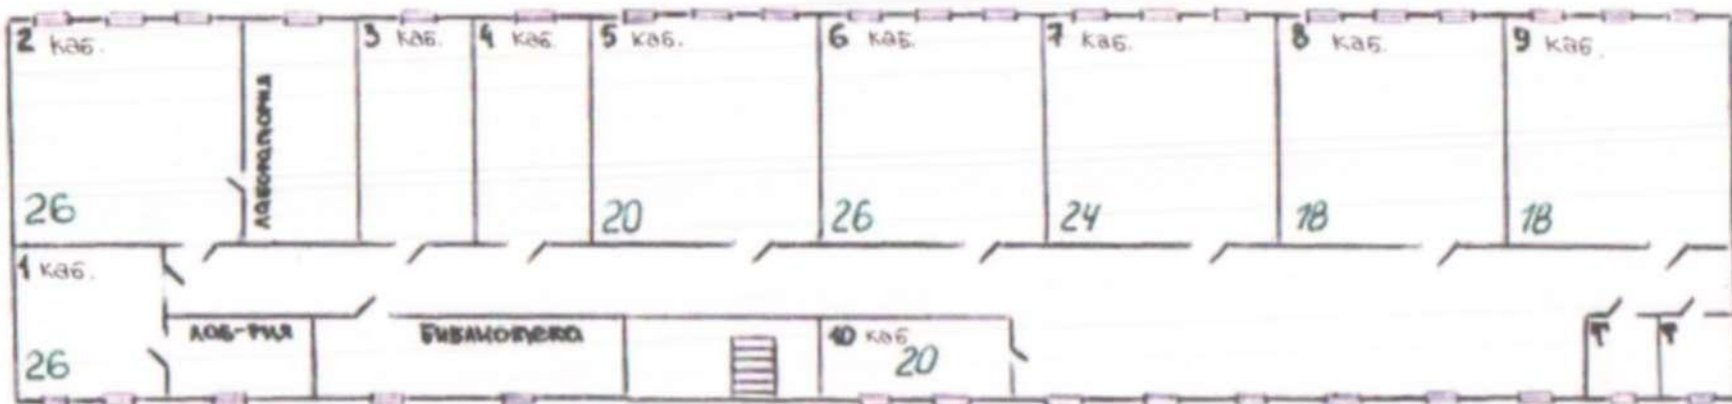 2 каб.
3 каб.
4 каб.
5 каб.
6 каб.
7 каб.
8 каб.
9 каб.
лаборатория
26
20
26
24
18
18
1 каб.
26
лаб-рия
библиотека
10 каб
20
Т
Т